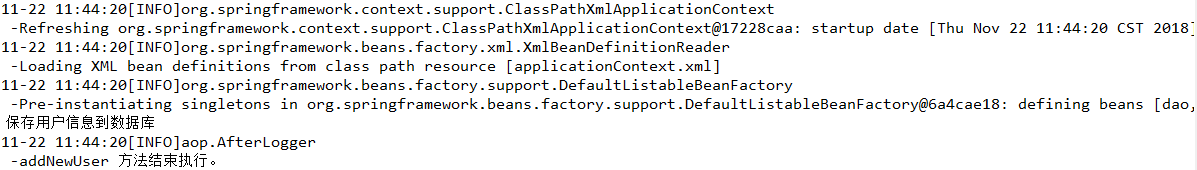 11-22 11:44:20[INFO]org.springframework.context.support.ClassPathXmlApplicationContext
-Refreshing org.springframework.context.support.ClassPathXmlApplicationContext@17228caa: startup date [Thu Nov 22 11:44:20 CST 2018]
11-22 11:44:20[INFO]org.springframework.beans.factory.xml.XmlBeanDefinitionReader
-Loading XML bean definitions from class path resource [applicationContext.xml]
11-22 11:44:20[INFO]org.springframework.beans.factory.support.DefaultListableBeanFactory
-Pre-instantiating singletons in org.springframework.beans.factory.support.DefaultListableBeanFactory@6a4cae18: defining beans [dao,
保存用户信息到数据库
11-22 11:44:20[INFO]aop.AfterLogger
-addNewUser 方法结束执行。